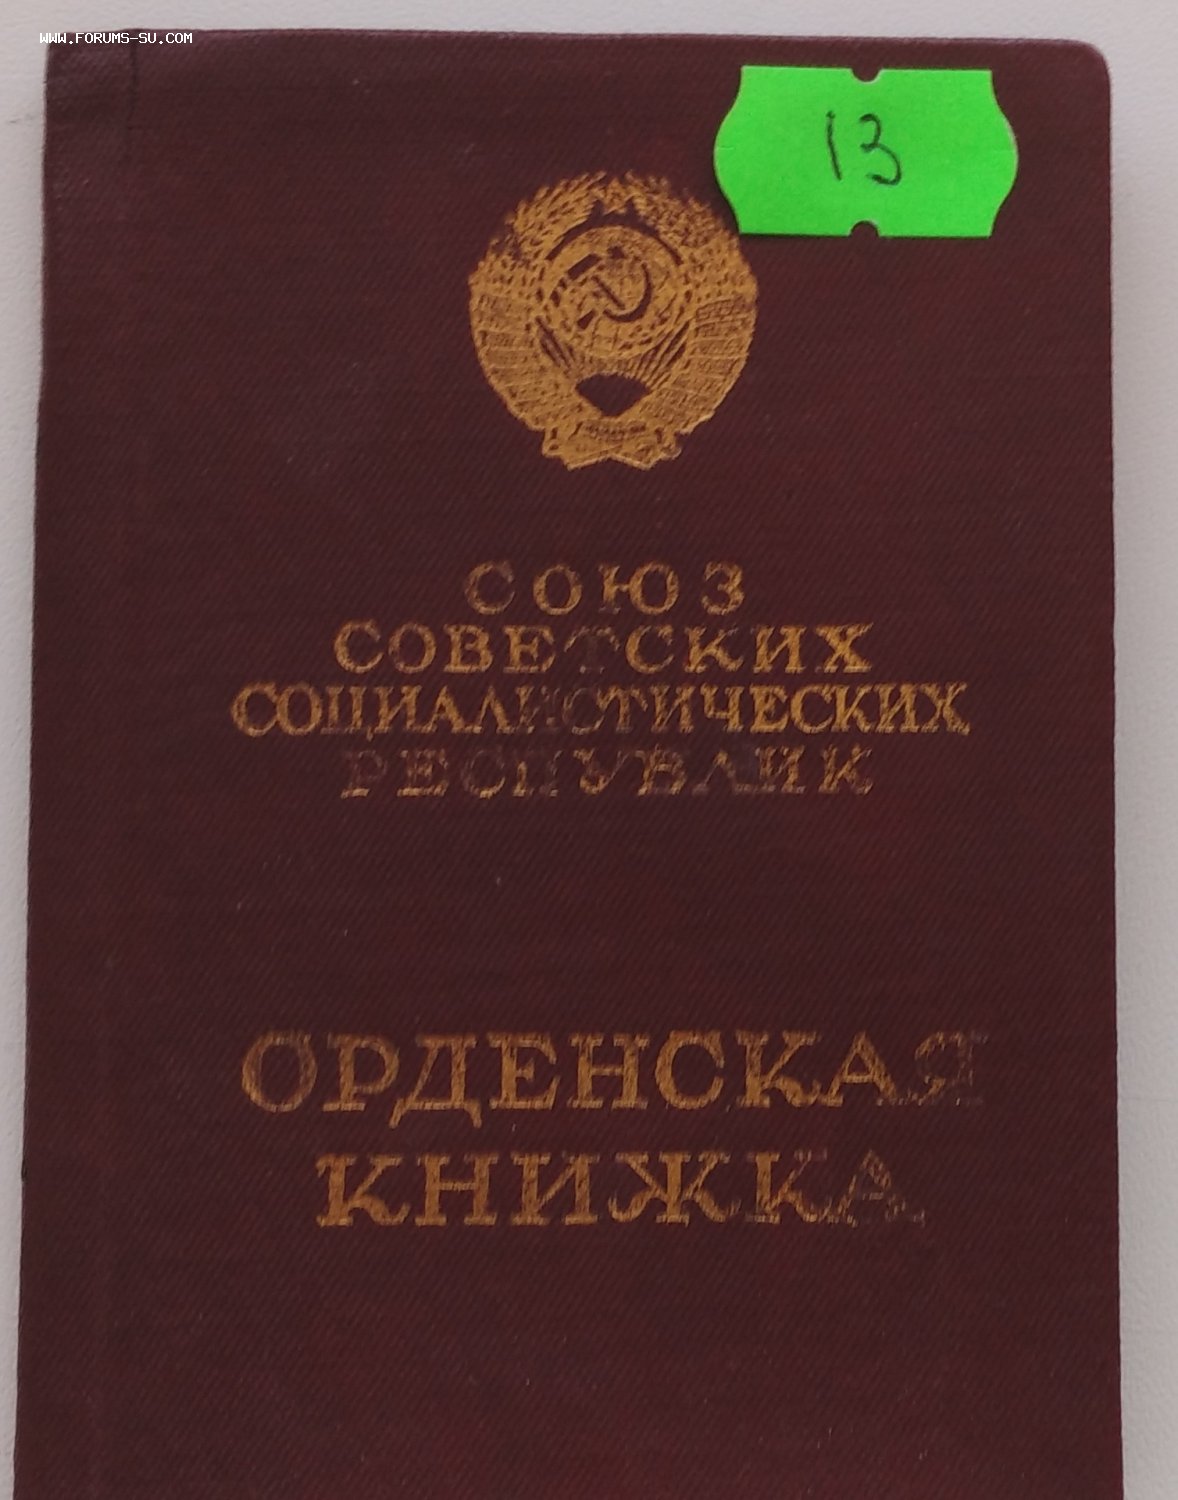 WWW.FORUMS-SU.COM
13
СОЮЗ
СОВЕТСКИХ
СОЦИАЛИСТИЧЕСКИХ
РЕСПУБЛИК
ОРДЕНСКАЯ
КНИЖКА